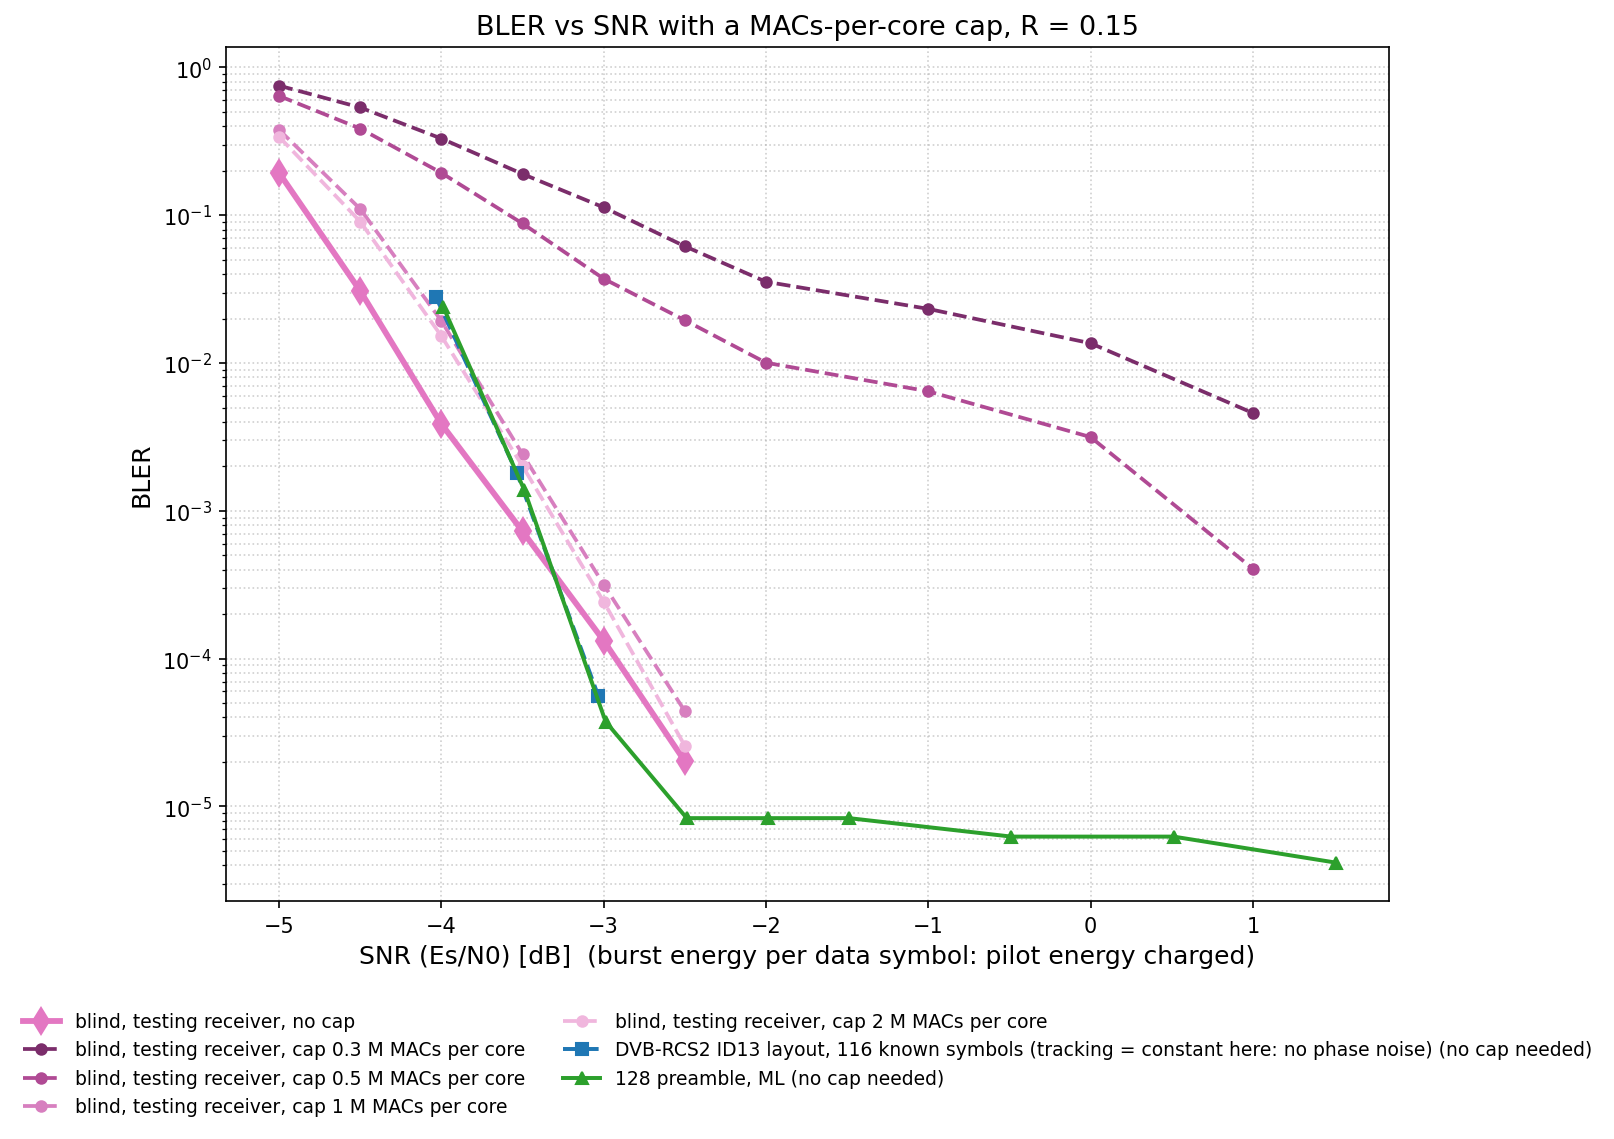 BLER vs SNR with a MACs-per-core cap, R = 0.15
BLER
10⁰
10⁻¹
10⁻²
10⁻³
10⁻⁴
10⁻⁵
−5 −4 −3 −2 −1 0 1
SNR (Es/N0) [dB]  (burst energy per data symbol: pilot energy charged)
blind, testing receiver, no cap
blind, testing receiver, cap 0.3 M MACs per core
blind, testing receiver, cap 0.5 M MACs per core
blind, testing receiver, cap 1 M MACs per core
blind, testing receiver, cap 2 M MACs per core
DVB-RCS2 ID13 layout, 116 known symbols (tracking = constant here: no phase noise) (no cap needed)
128 preamble, ML (no cap needed)